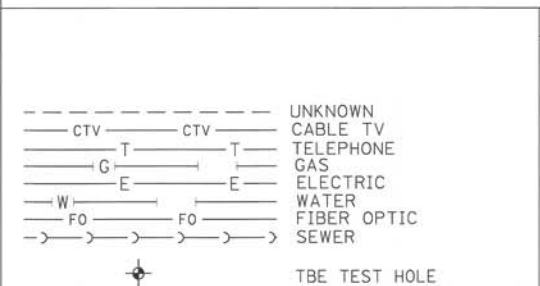 UNKNOWN
CTV CTV CABLE TV
T T TELEPHONE
G GAS
E E ELECTRIC
W WATER
FO FO FIBER OPTIC
SEWER
TBE TEST HOLE